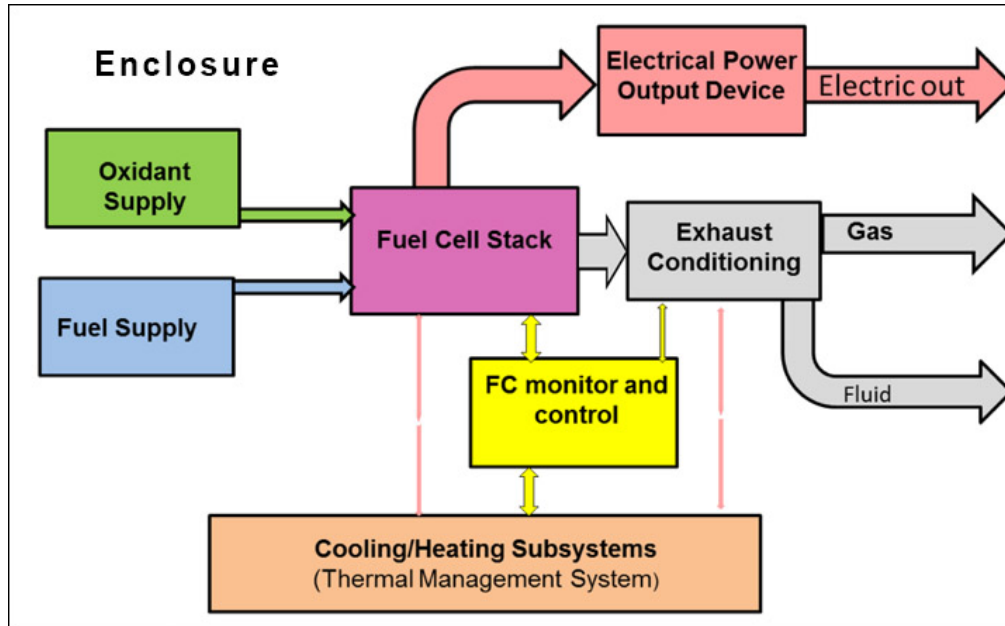 Enclosure
Electrical Power
Output Device
Electric out
Oxidant
Supply
Fuel Cell Stack
Exhaust
Conditioning
Gas
Fuel Supply
FC monitor and
control
Fluid
Cooling/Heating Subsystems
(Thermal Management System)